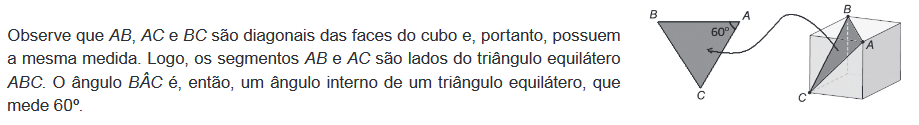 Observe que AB, AC e BC são diagonais das faces do cubo e, portanto, possuem
a mesma medida. Logo, os segmentos AB e AC são lados do triângulo equilátero
ABC. O ângulo BÂC é, então, um ângulo interno de um triângulo equilátero, que
mede 60º.
B A
60º
C
B
A
C